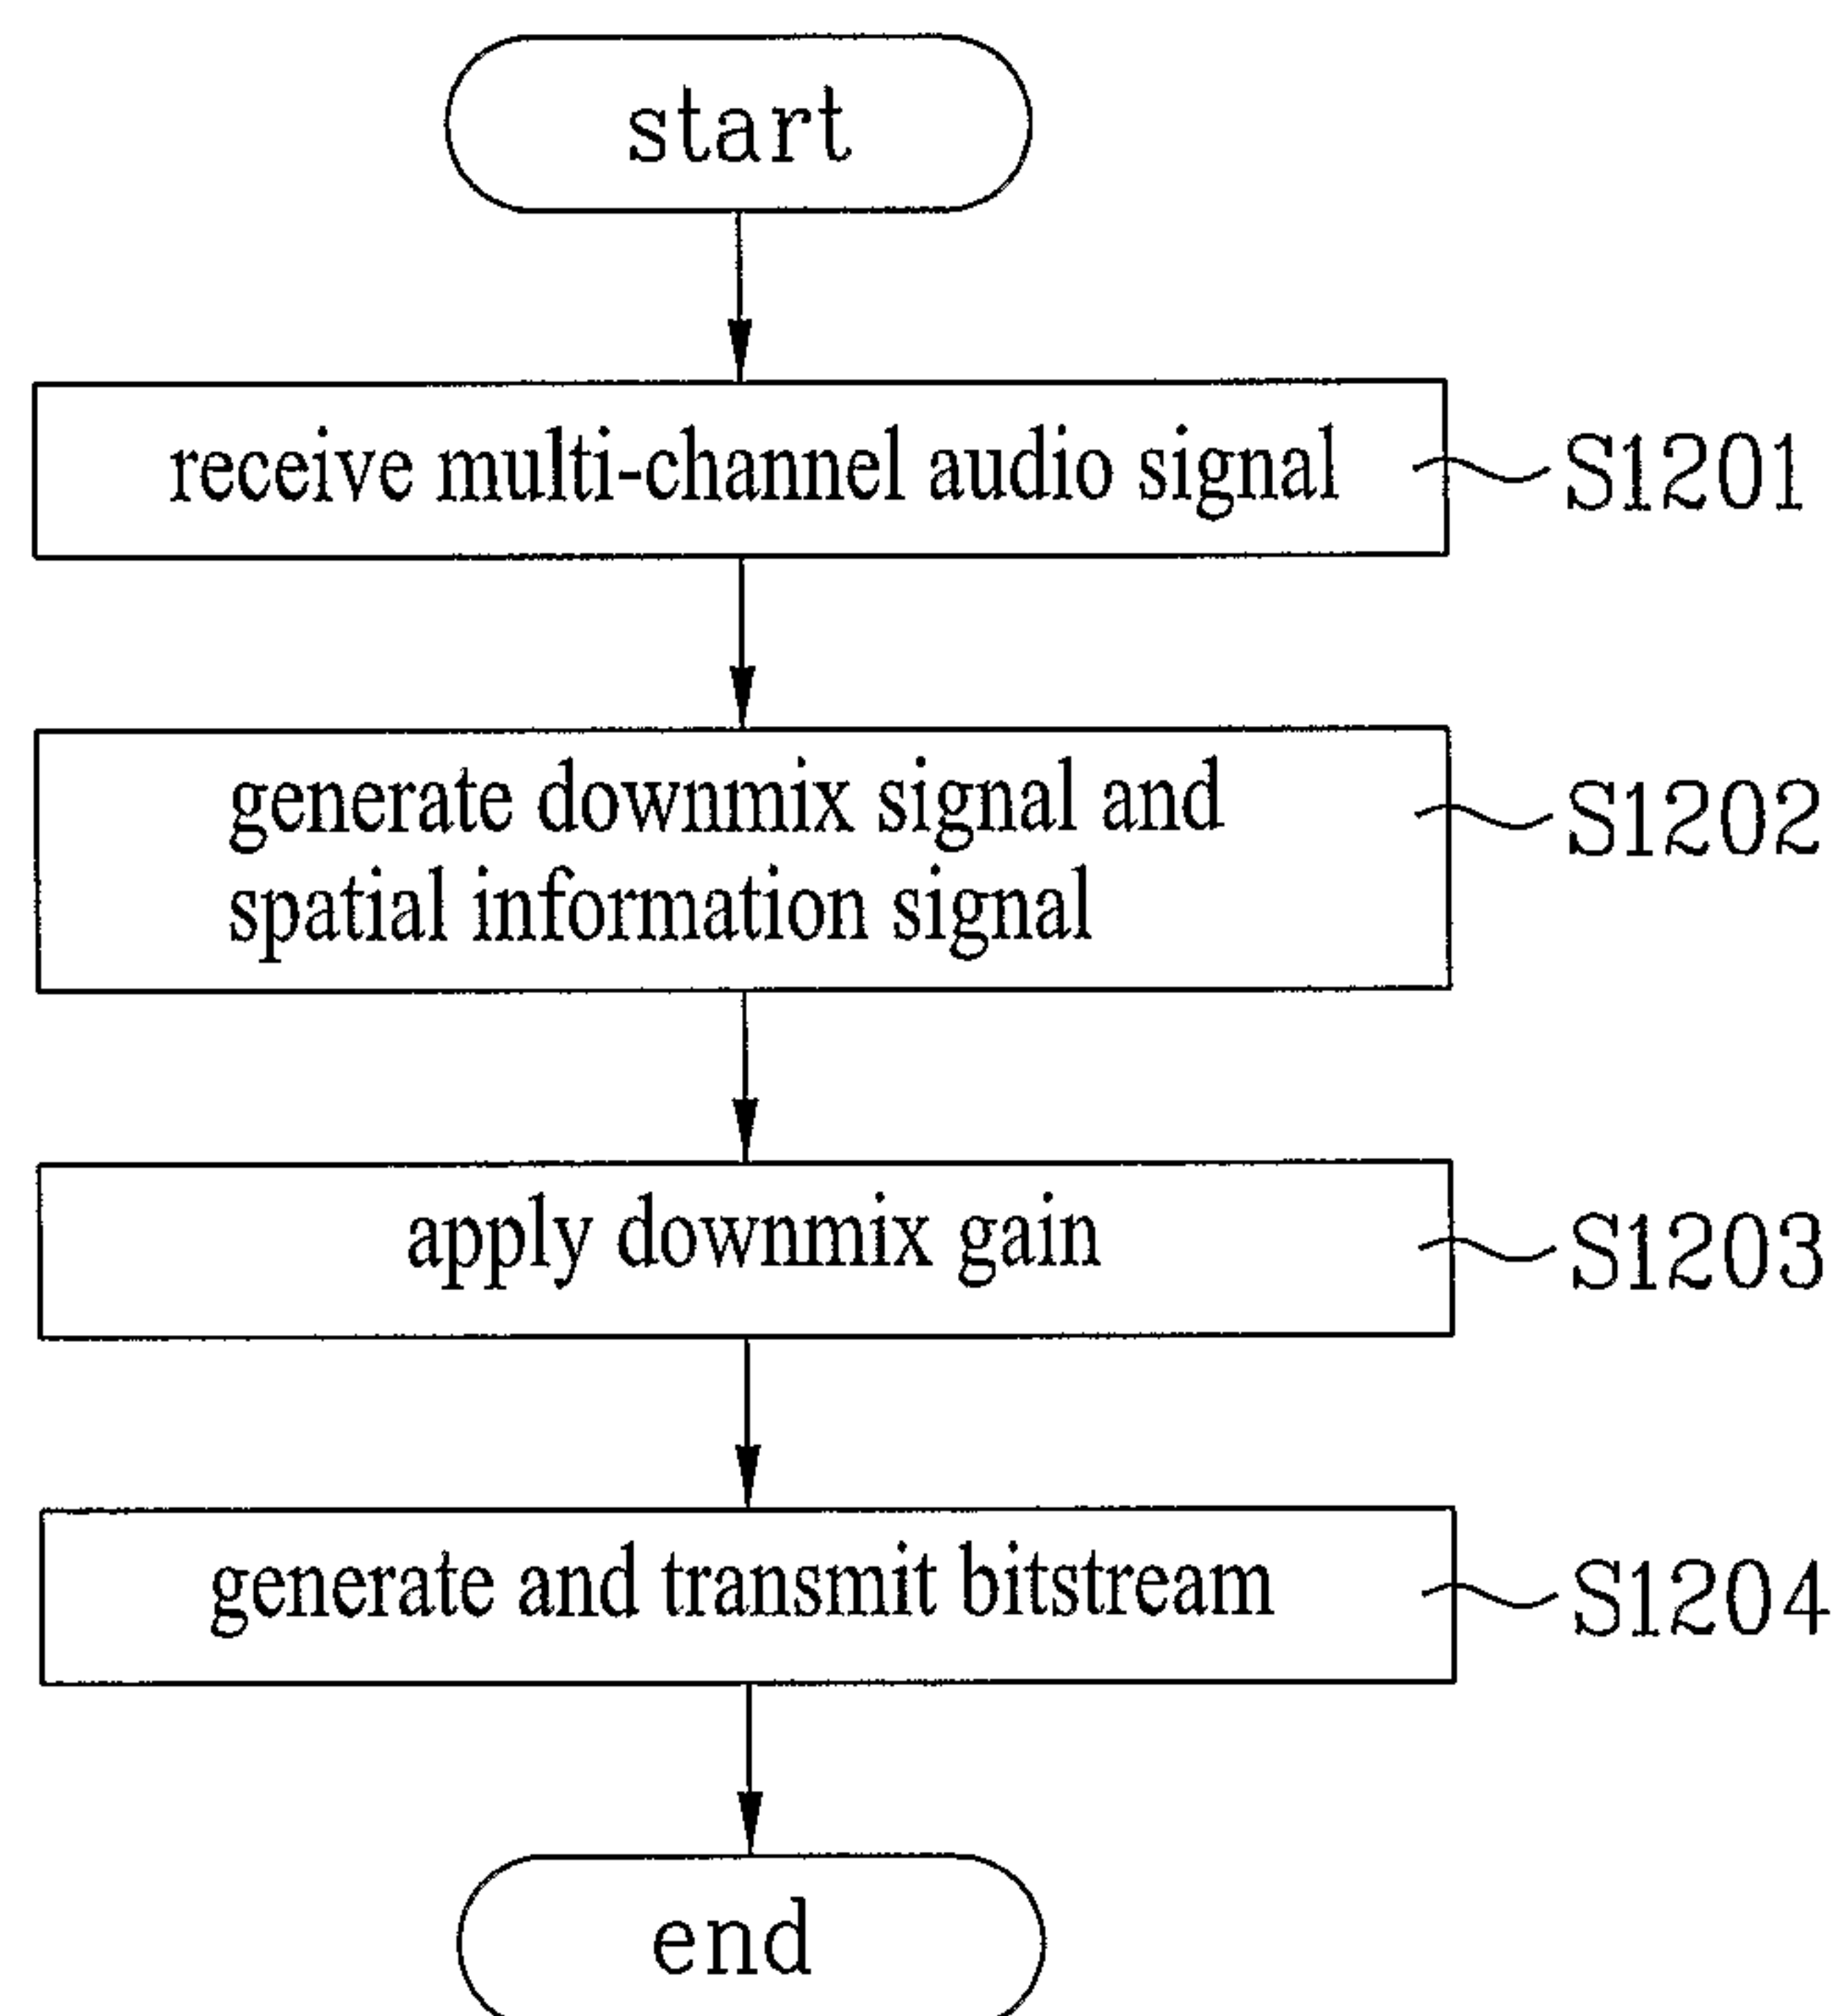 start
receive multi-channel audio signal
S1201
generate downmix signal and
spatial information signal
S1202
apply downmix gain
S1203
generate and transmit bitstream
S1204
end